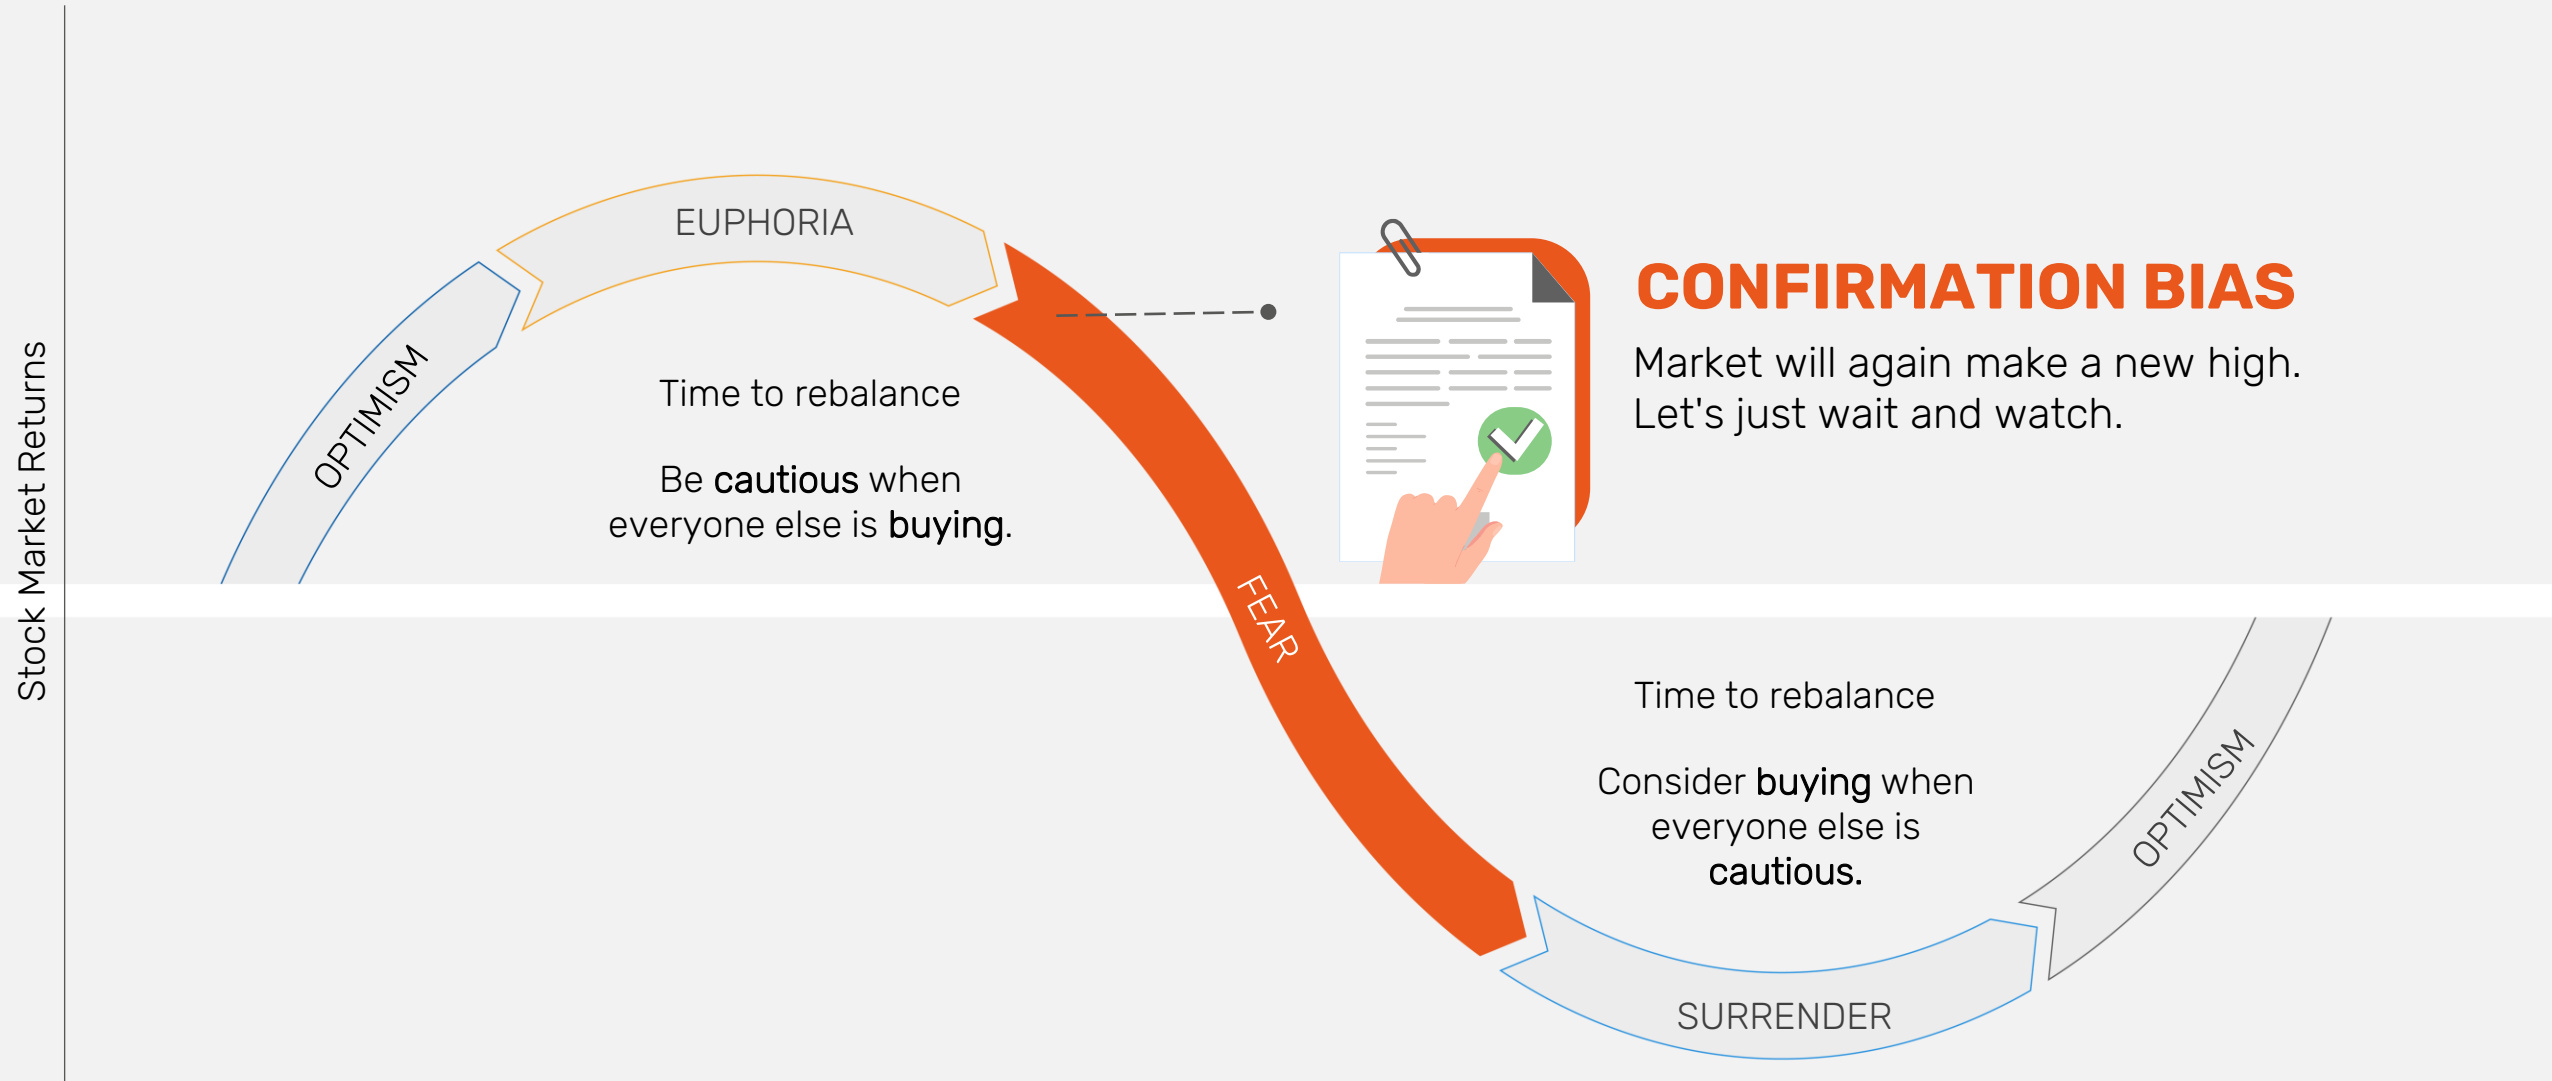 Stock Market Returns
OPTIMISM
EUPHORIA
Time to rebalance
Be cautious when
everyone else is buying.
FEAR
CONFIRMATION BIAS
Market will again make a new high.
Let's just wait and watch.
Time to rebalance
Consider buying when
everyone else is
cautious.
SURRENDER
OPTIMISM